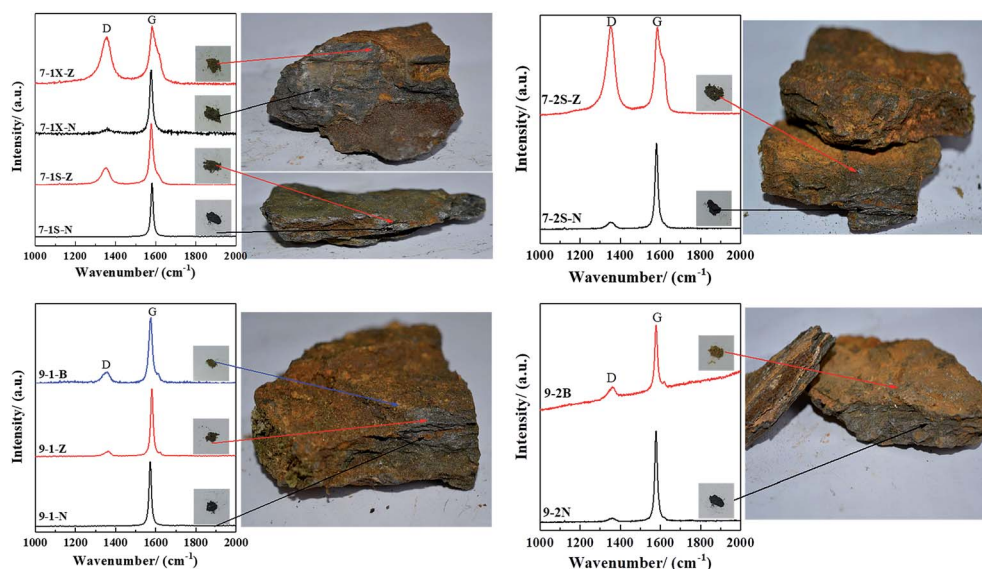 D
G
7-1X-Z
7-1X-N
7-1S-Z
7-1S-N
1000 1200 1400 1600 1800 2000
Wavenumber/ (cm⁻¹)
Intensity/ (a.u.)
D
G
7-2S-Z
7-2S-N
1000 1200 1400 1600 1800 2000
Wavenumber/ (cm⁻¹)
Intensity/ (a.u.)
G
D
9-1-B
9-1-Z
9-1-N
1000 1200 1400 1600 1800 2000
Wavenumber/ (cm⁻¹)
Intensity/ (a.u.)
G
D
9-2B
9-2N
1000 1200 1400 1600 1800 2000
Wavenumber/ (cm⁻¹)
Intensity/ (a.u.)